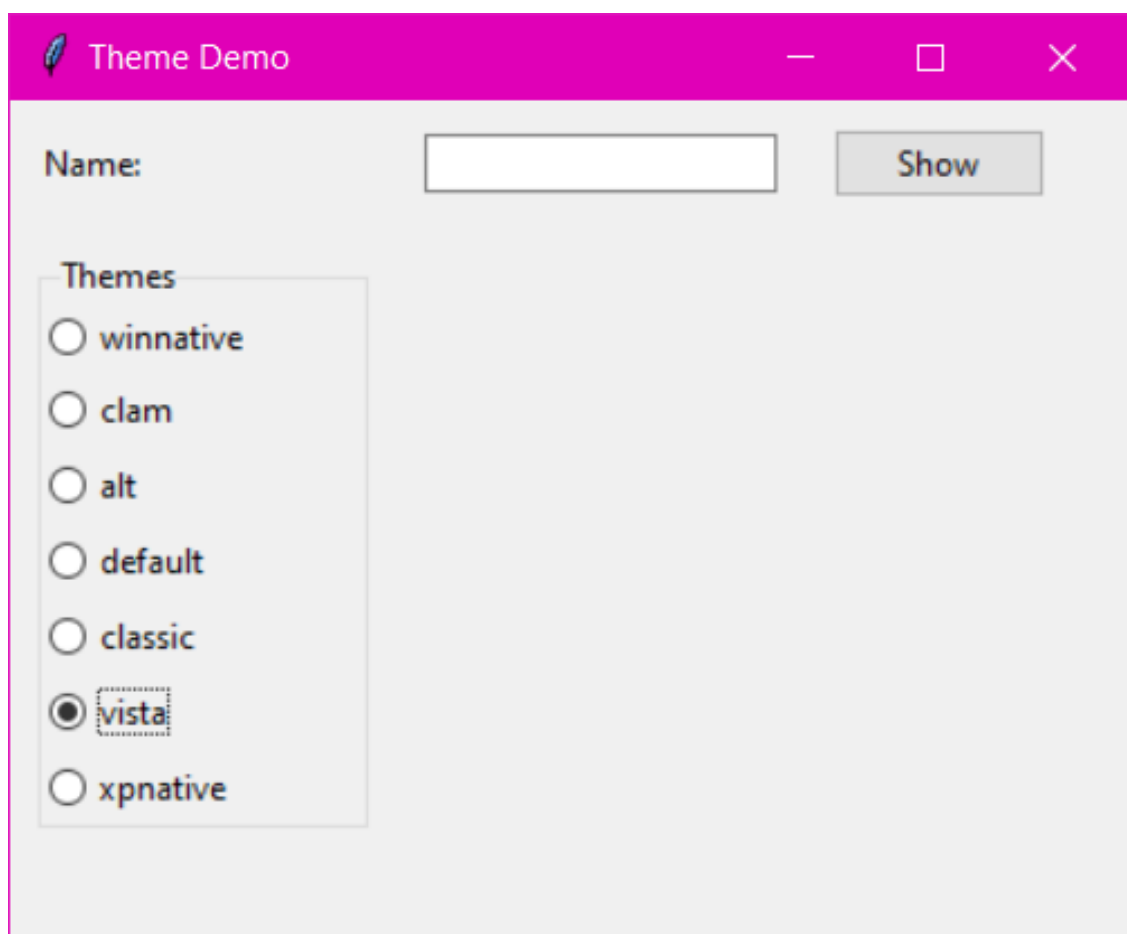 Theme Demo
Name:
Show
Themes
winnative
clam
alt
default
classic
vista
xpnative